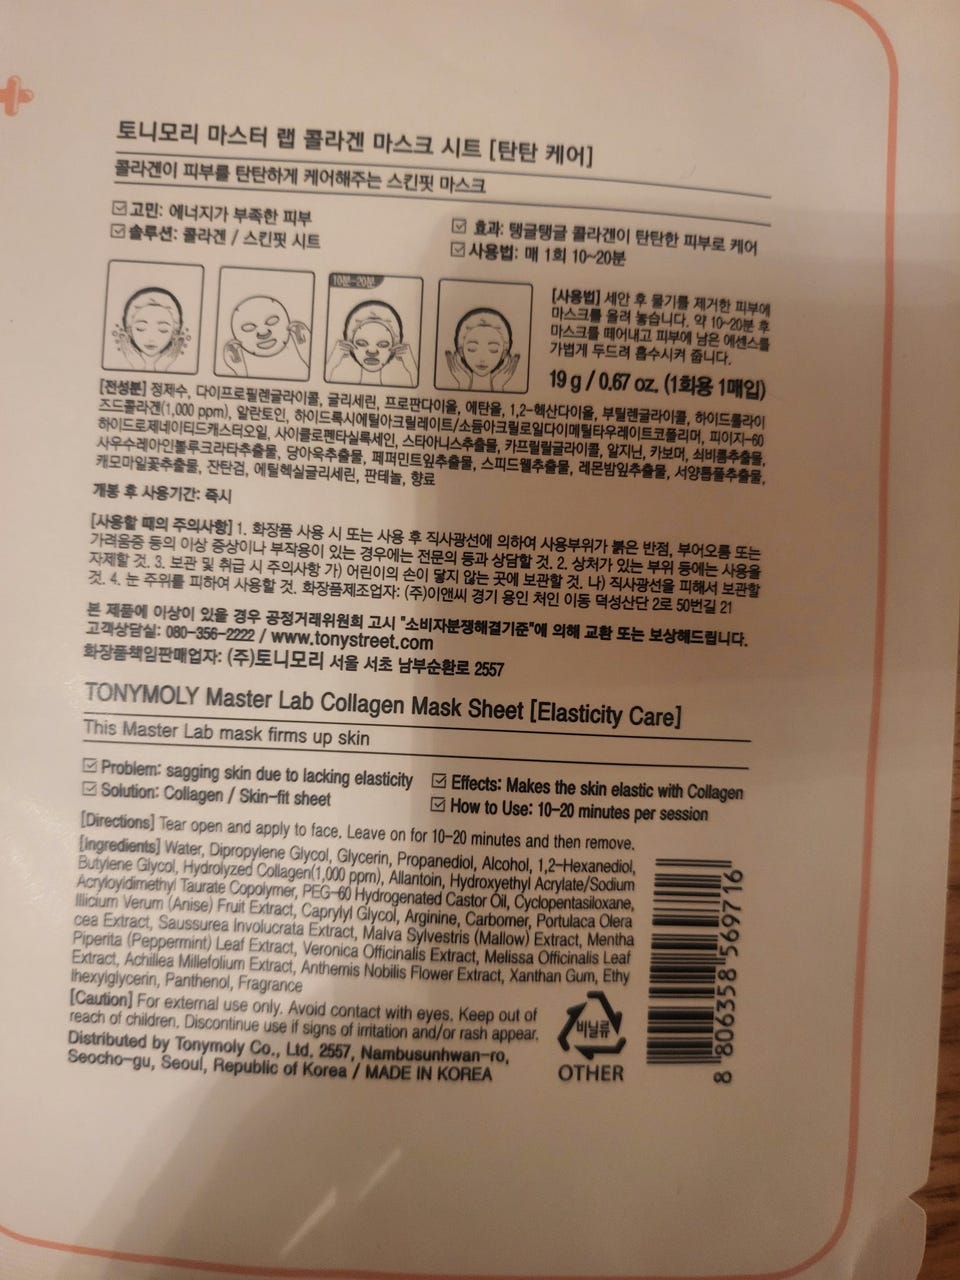 토니모리 마스터 랩 콜라겐 마스크 시트 [탄탄 케어]
콜라겐이 피부를 탄탄하게 케어해주는 스킨핏 마스크
고민: 에너지가 부족한 피부
솔루션: 콜라겐 / 스킨핏 시트
효과: 탱글탱글 콜라겐이 탄탄한 피부로 케어
사용법: 매 1회 10~20분
10분~20분
[사용법] 세안 후 물기를 제거한 피부에
마스크를 올려 놓습니다. 약 10~20분 후
마스크를 떼어내고 피부에 남은 에센스를
가볍게 두드려 흡수시켜 줍니다.
19 g / 0.67 oz. (1회용 1매입)
[전성분] 정제수, 다이프로필렌글라이콜, 글리세린, 프로판다이올, 에탄올, 1,2-헥산다이올, 부틸렌글라이콜, 하이드롤라이
즈드콜라겐(1,000 ppm), 알란토인, 하이드록시에틸아크릴레이트/소듐아크릴로일다이메틸타우레이트코폴리머, 피이지-60
하이드로제네이티드캐스터오일, 사이클로펜타실록세인, 스타아니스추출물, 카프릴릴글라이콜, 알지닌, 카보머, 쇠비름추출물,
사우수레아인볼루크라타추출물, 당아욱추출물, 페퍼민트잎추출물, 스피드웰추출물, 레몬밤잎추출물, 서양톱풀추출물,
캐모마일꽃추출물, 잔탄검, 에틸헥실글리세린, 판테놀, 향료
개봉 후 사용기간: 즉시
[사용할 때의 주의사항] 1. 화장품 사용 시 또는 사용 후 직사광선에 의하여 사용부위가 붉은 반점, 부어오름 또는
가려움증 등의 이상 증상이나 부작용이 있는 경우에는 전문의 등과 상담할 것. 2. 상처가 있는 부위 등에는 사용을
자제할 것. 3. 보관 및 취급 시 주의사항 가) 어린이의 손이 닿지 않는 곳에 보관할 것. 나) 직사광선을 피해서 보관할
것. 4. 눈 주위를 피하여 사용할 것. 화장품제조업자: (주)이앤씨 경기 용인 처인 이동 덕성산단 2로 50번길 21
본 제품에 이상이 있을 경우 공정거래위원회 고시 "소비자분쟁해결기준"에 의해 교환 또는 보상해드립니다.
고객상담실: 080-356-2222 / www.tonystreet.com
화장품책임판매업자: (주)토니모리 서울 서초 남부순환로 2557
TONYMOLY Master Lab Collagen Mask Sheet [Elasticity Care]
This Master Lab mask firms up skin
Problem: sagging skin due to lacking elasticity
Solution: Collagen / Skin-fit sheet
Effects: Makes the skin elastic with Collagen
How to Use: 10-20 minutes per session
[Directions] Tear open and apply to face. Leave on for 10-20 minutes and then remove.
[Ingredients] Water, Dipropylene Glycol, Glycerin, Propanediol, Alcohol, 1,2-Hexanediol,
Butylene Glycol, Hydrolyzed Collagen(1,000 ppm), Allantoin, Hydroxyethyl Acrylate/Sodium
Acryloyldimethyl Taurate Copolymer, PEG-60 Hydrogenated Castor Oil, Cyclopentasiloxane,
Illicium Verum (Anise) Fruit Extract, Caprylyl Glycol, Arginine, Carbomer, Portulaca Olera
cea Extract, Saussurea Involucrata Extract, Malva Sylvestris (Mallow) Extract, Mentha
Piperita (Peppermint) Leaf Extract, Veronica Officinalis Extract, Melissa Officinalis Leaf
Extract, Achillea Millefolium Extract, Anthemis Nobilis Flower Extract, Xanthan Gum, Ethy
lhexylglycerin, Panthenol, Fragrance
[Caution] For external use only. Avoid contact with eyes. Keep out of
reach of children. Discontinue use if signs of irritation and/or rash appear.
Distributed by Tonymoly Co., Ltd. 2557, Nambusunhwan-ro,
Seocho-gu, Seoul, Republic of Korea / MADE IN KOREA
비닐류
OTHER
8 806358 569716